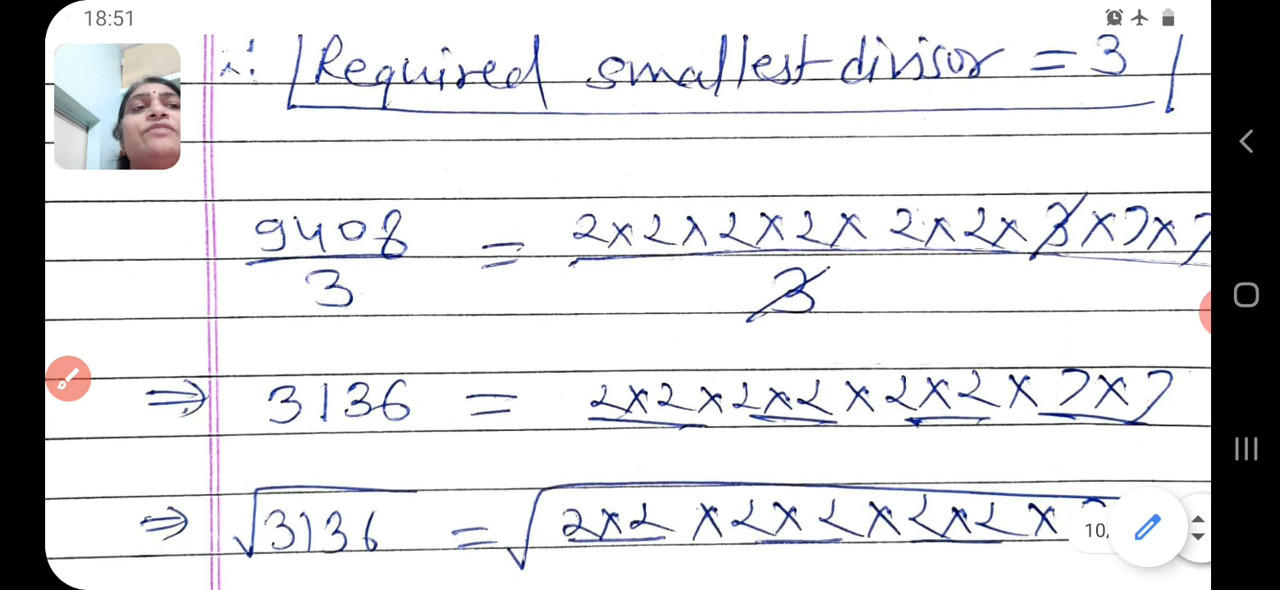 18:51
∴ Required smallest divisor = 3
9408/3 = 2×2×2×2×2×2×3×7×7/3
⇒ 3136 = 2×2×2×2×2×2×7×7
⇒ √3136 = √2×2×2×2×2×2×
10,